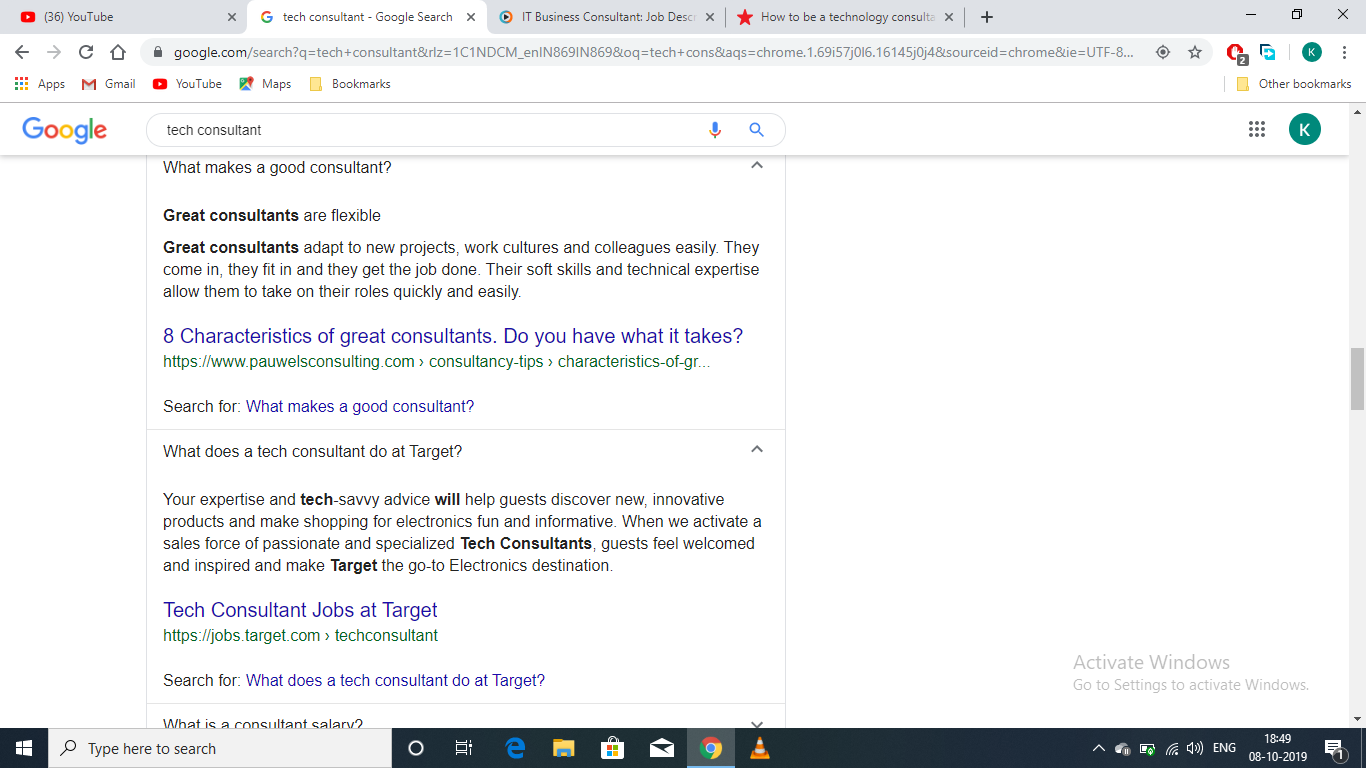 (36) YouTube
tech consultant - Google Search
IT Business Consultant: Job Desc
How to be a technology consulta
google.com/search?q=tech+consultant&rlz=1C1NDCM_enIN869IN869&oq=tech+cons&aqs=chrome.1.69i57j0l6.16145j0j4&sourceid=chrome&ie=UTF-8...
2
K
Apps
Gmail
YouTube
Maps
Bookmarks
Other bookmarks
Google
tech consultant
K
What makes a good consultant?
Great consultants are flexible
Great consultants adapt to new projects, work cultures and colleagues easily. They
come in, they fit in and they get the job done. Their soft skills and technical expertise
allow them to take on their roles quickly and easily.
8 Characteristics of great consultants. Do you have what it takes?
https://www.pauwelsconsulting.com › consultancy-tips › characteristics-of-gr...
Search for: What makes a good consultant?
What does a tech consultant do at Target?
Your expertise and tech-savvy advice will help guests discover new, innovative
products and make shopping for electronics fun and informative. When we activate a
sales force of passionate and specialized Tech Consultants, guests feel welcomed
and inspired and make Target the go-to Electronics destination.
Tech Consultant Jobs at Target
https://jobs.target.com › techconsultant
Search for: What does a tech consultant do at Target?
What is a consultant salary?
Activate Windows
Go to Settings to activate Windows.
Type here to search
ENG
18:49
08-10-2019
1